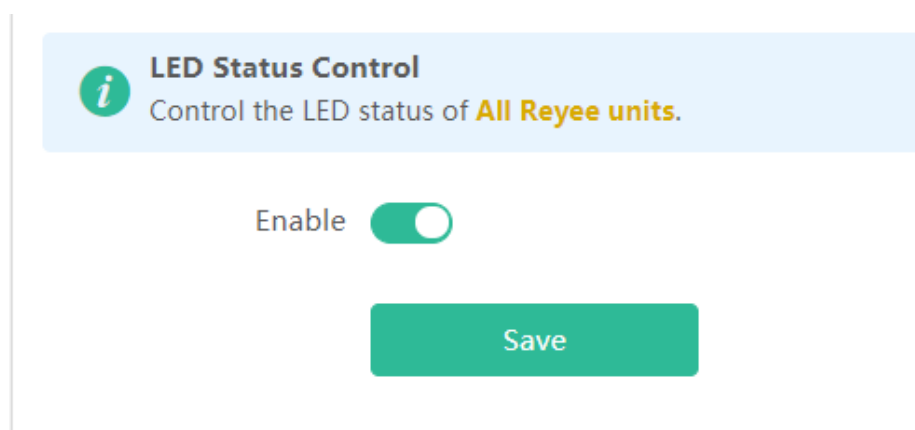 LED Status Control
Control the LED status of All Reyee units.
Enable
Save